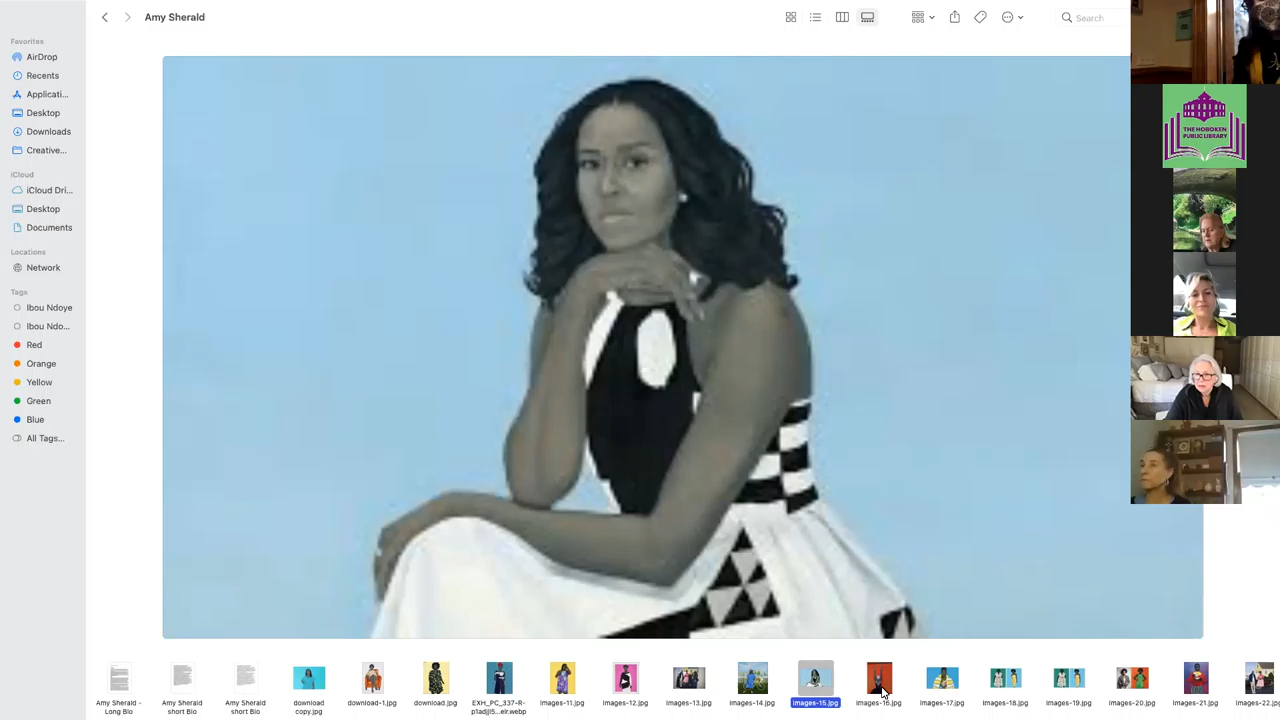 Amy Sherald
Search
Favorites
AirDrop
Recents
Applicati...
Desktop
Downloads
Creative...
iCloud
iCloud Dri...
Desktop
Documents
Locations
Network
Tags
Ibou Ndoye
Ibou Ndo...
Red
Orange
Yellow
Green
Blue
All Tags...
THE HOBOKEN
PUBLIC LIBRARY
Amy Sherald -
Long Bio
Amy Sherald
short Bio
Amy Sherald
short Bio
download
copy.jpg
download-1.jpg
download.jpg
EXH_PC_337-R-
images-11.jpg
images-12.jpg
images-13.jpg
images-14.jpg
images-15.jpg
images-16.jpg
images-17.jpg
images-18.jpg
images-19.jpg
images-20.jpg
images-21.jpg
images-22.jpg